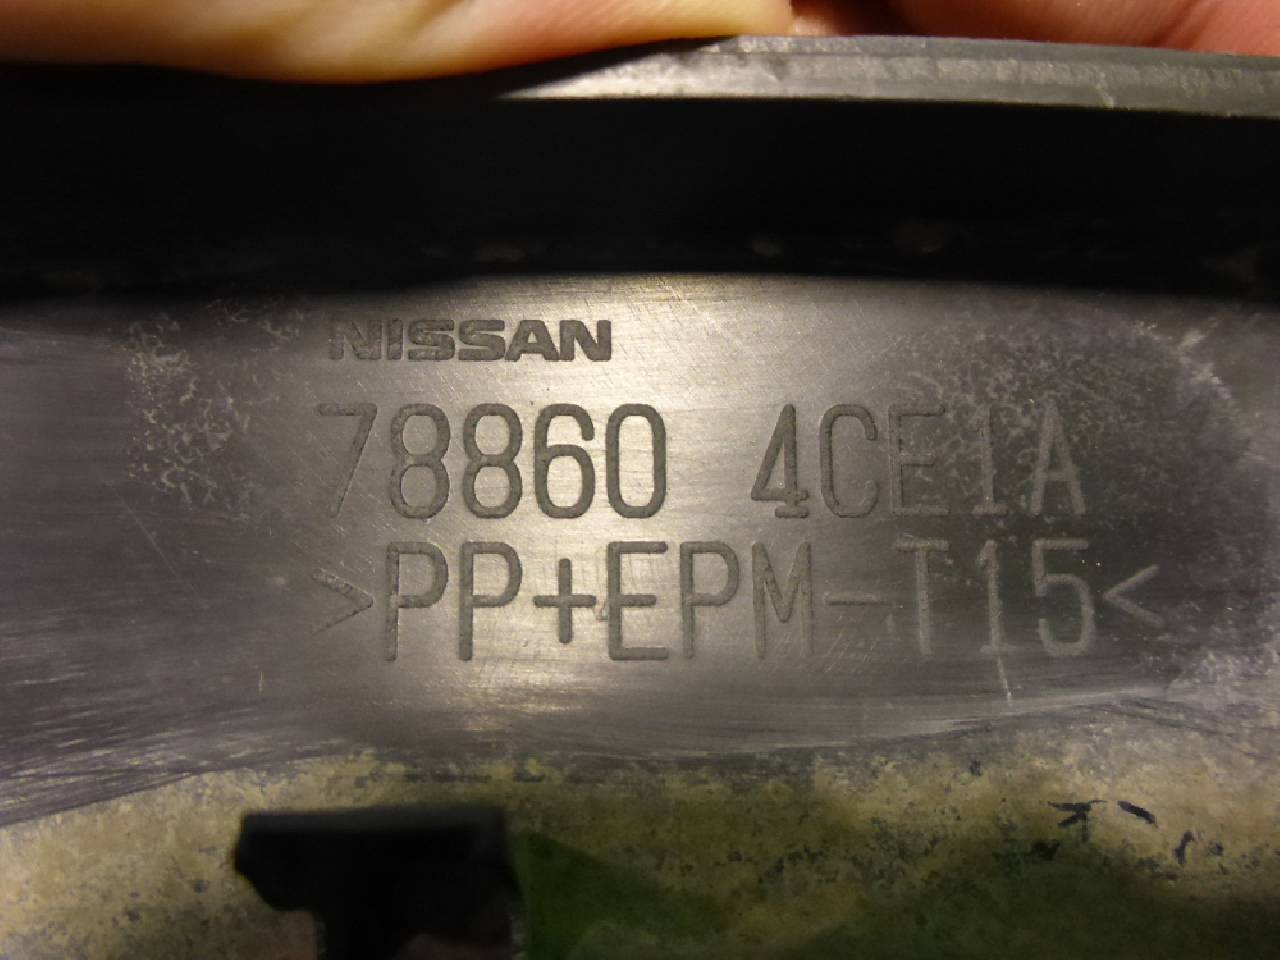 NISSAN
78860 4CE1A
>PP+EPM-T15<